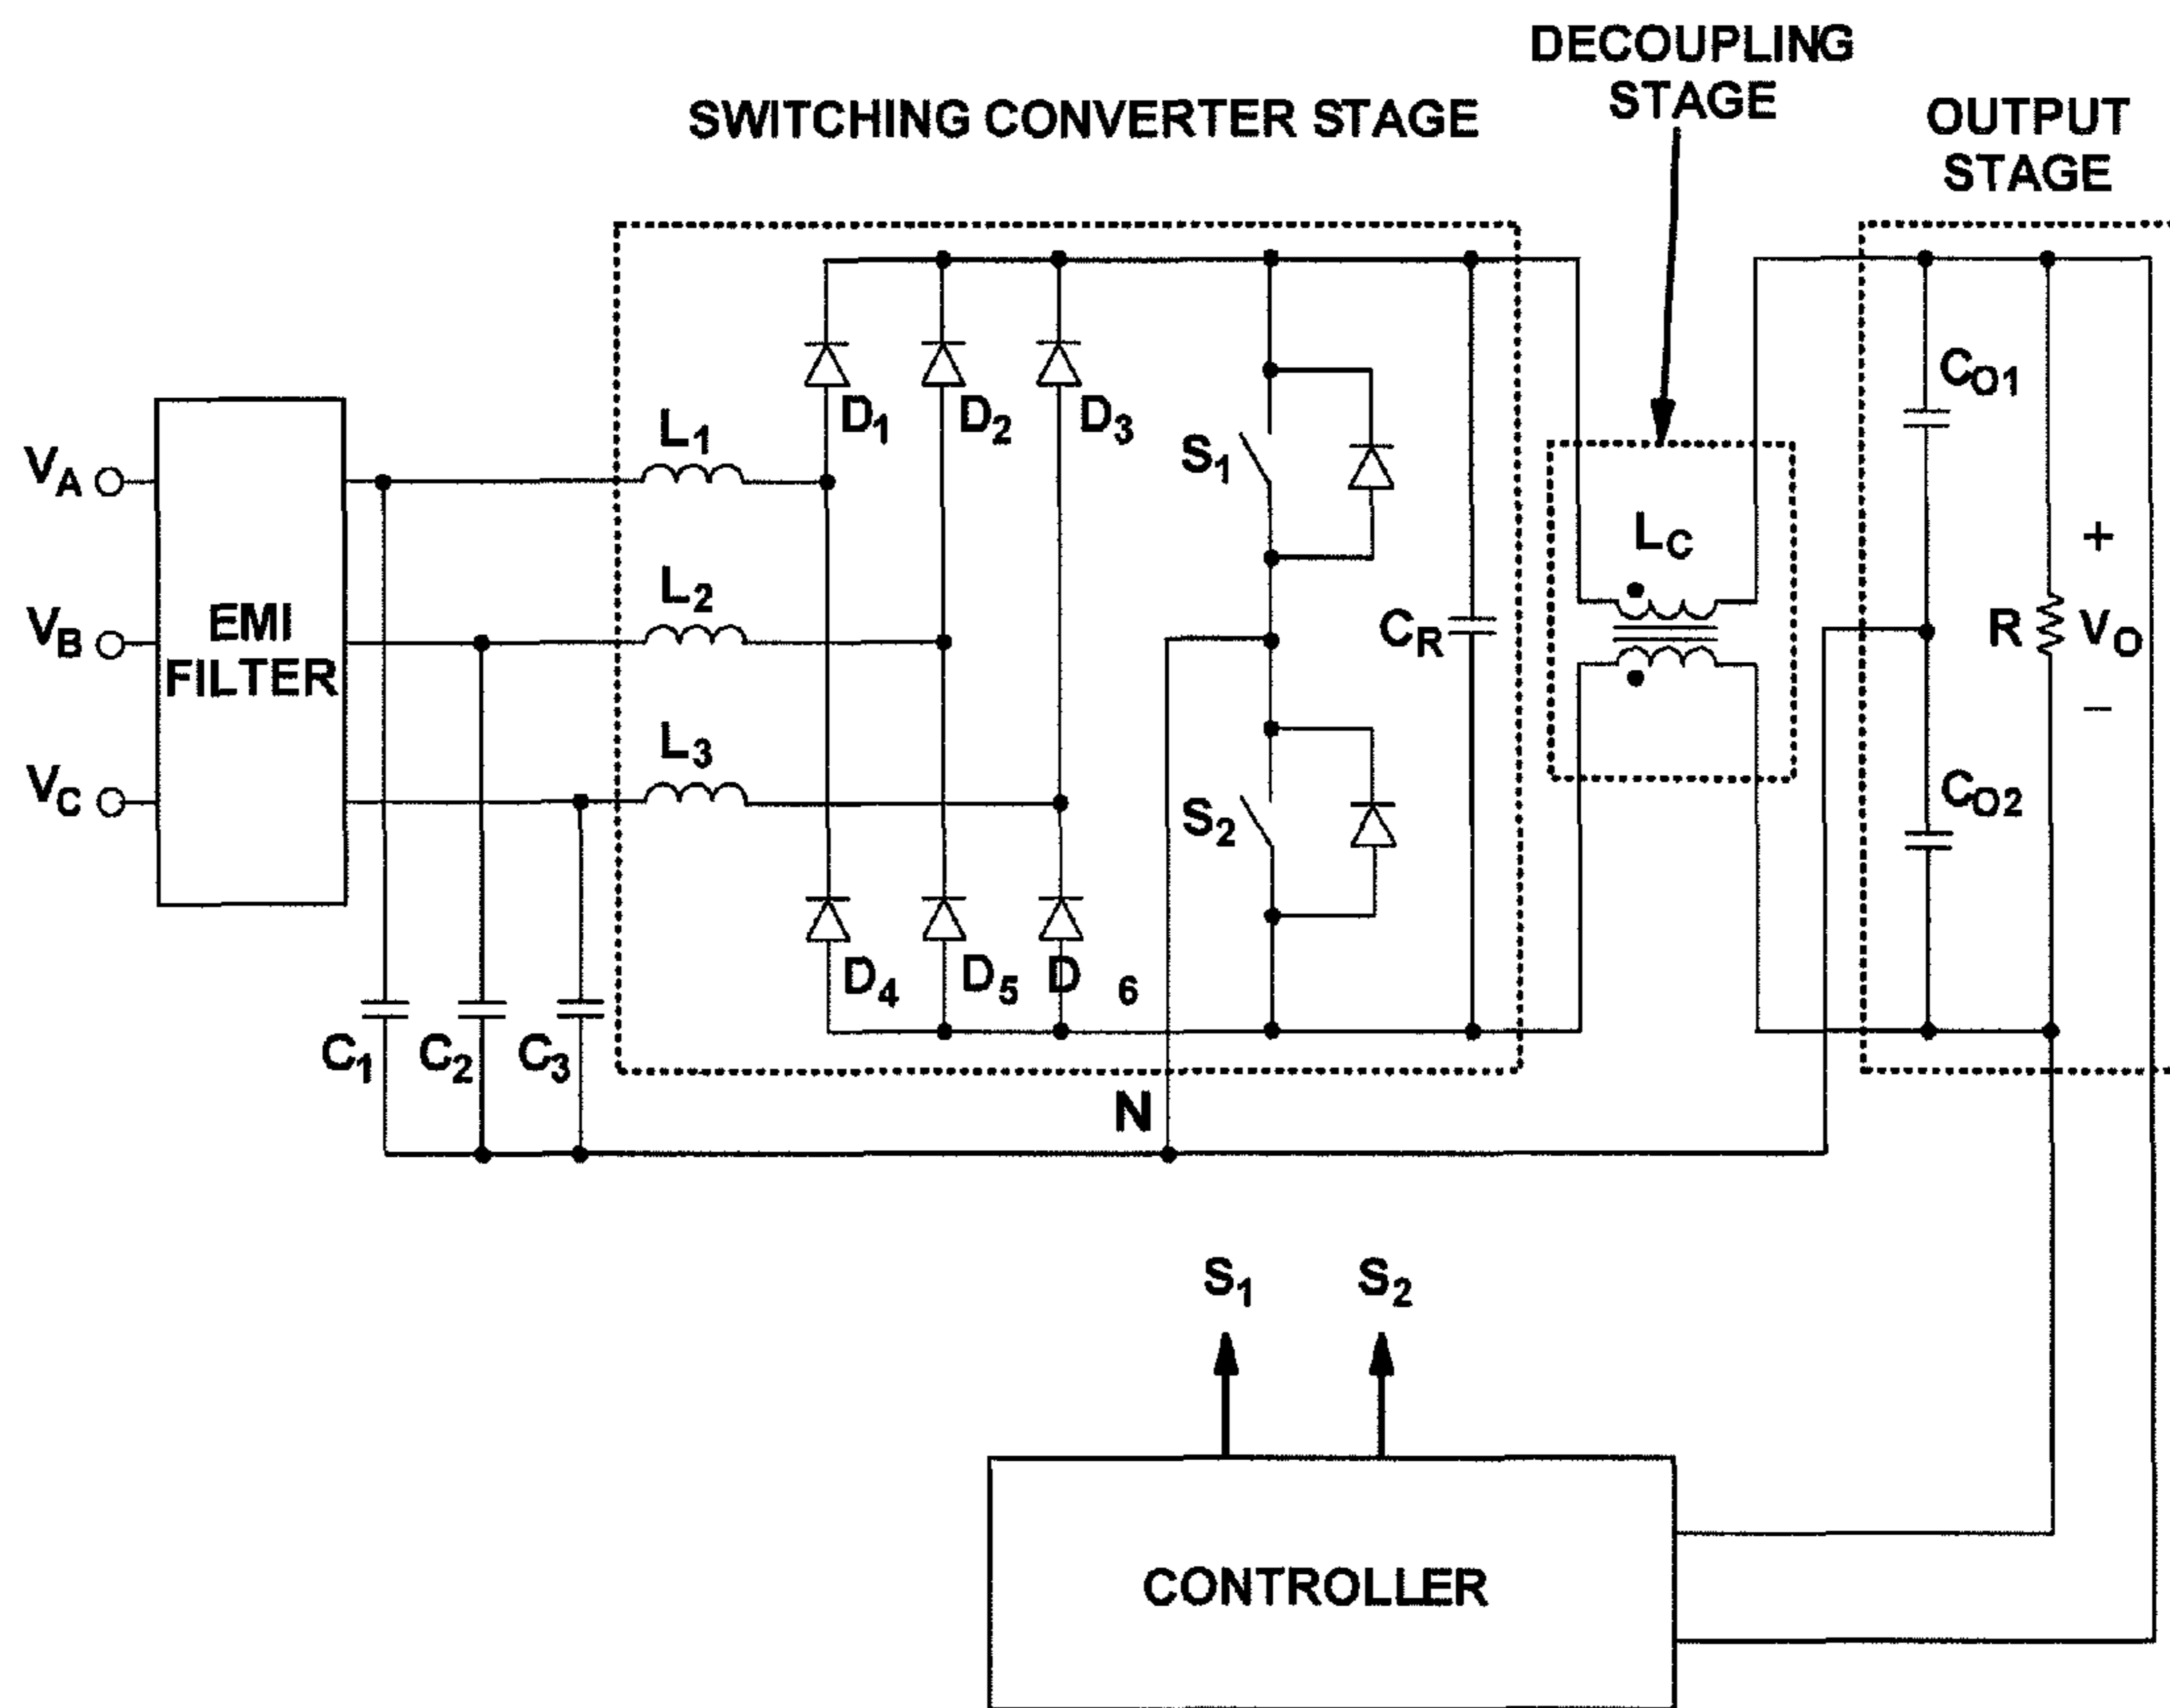 DECOUPLING
STAGE
SWITCHING CONVERTER STAGE
OUTPUT
STAGE
VA
VB
VC
EMI
FILTER
L1
L2
L3
D1
D2
D3
S1
S2
CR
LC
CO1
CO2
R
+
VO
−
D4
D5
D6
C1
C2
C3
N
S1
S2
CONTROLLER